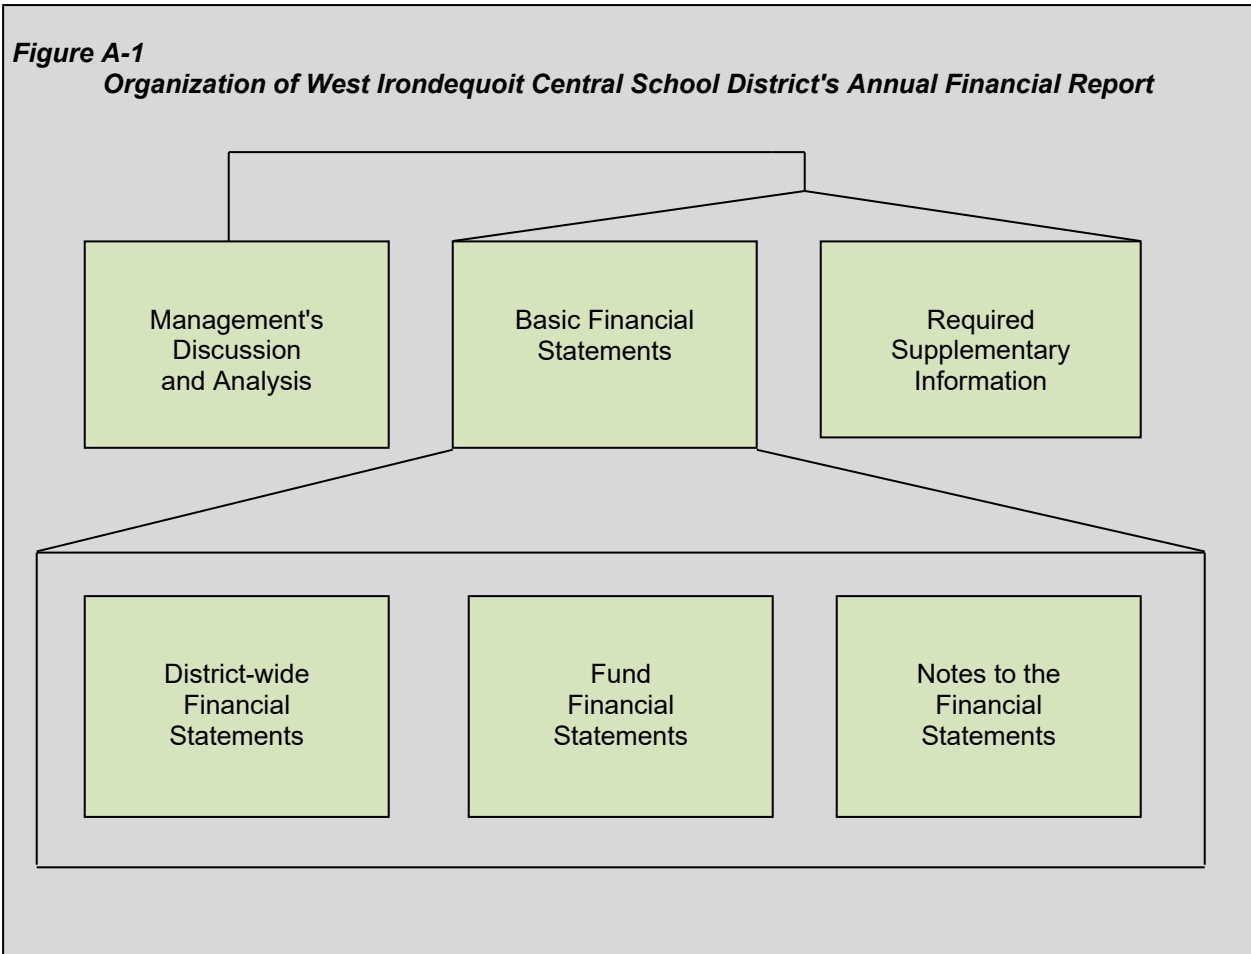 Figure A-1
Organization of West Irondequoit Central School District's Annual Financial Report
Management's
Discussion
and Analysis
Basic Financial
Statements
Required
Supplementary
Information
District-wide
Financial
Statements
Fund
Financial
Statements
Notes to the
Financial
Statements